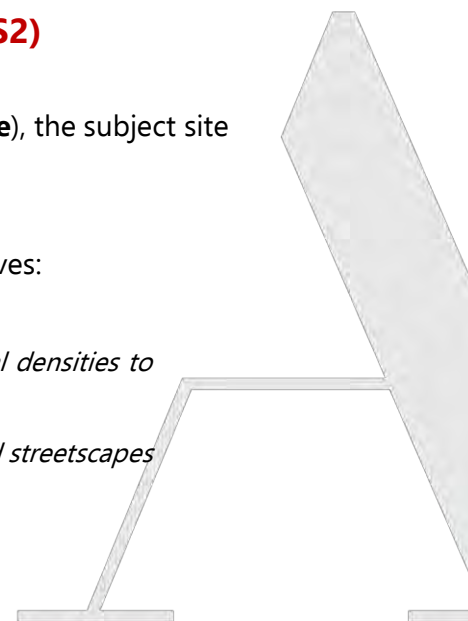 S2)
e), the subject site
ves:
l densities to
d streetscapes